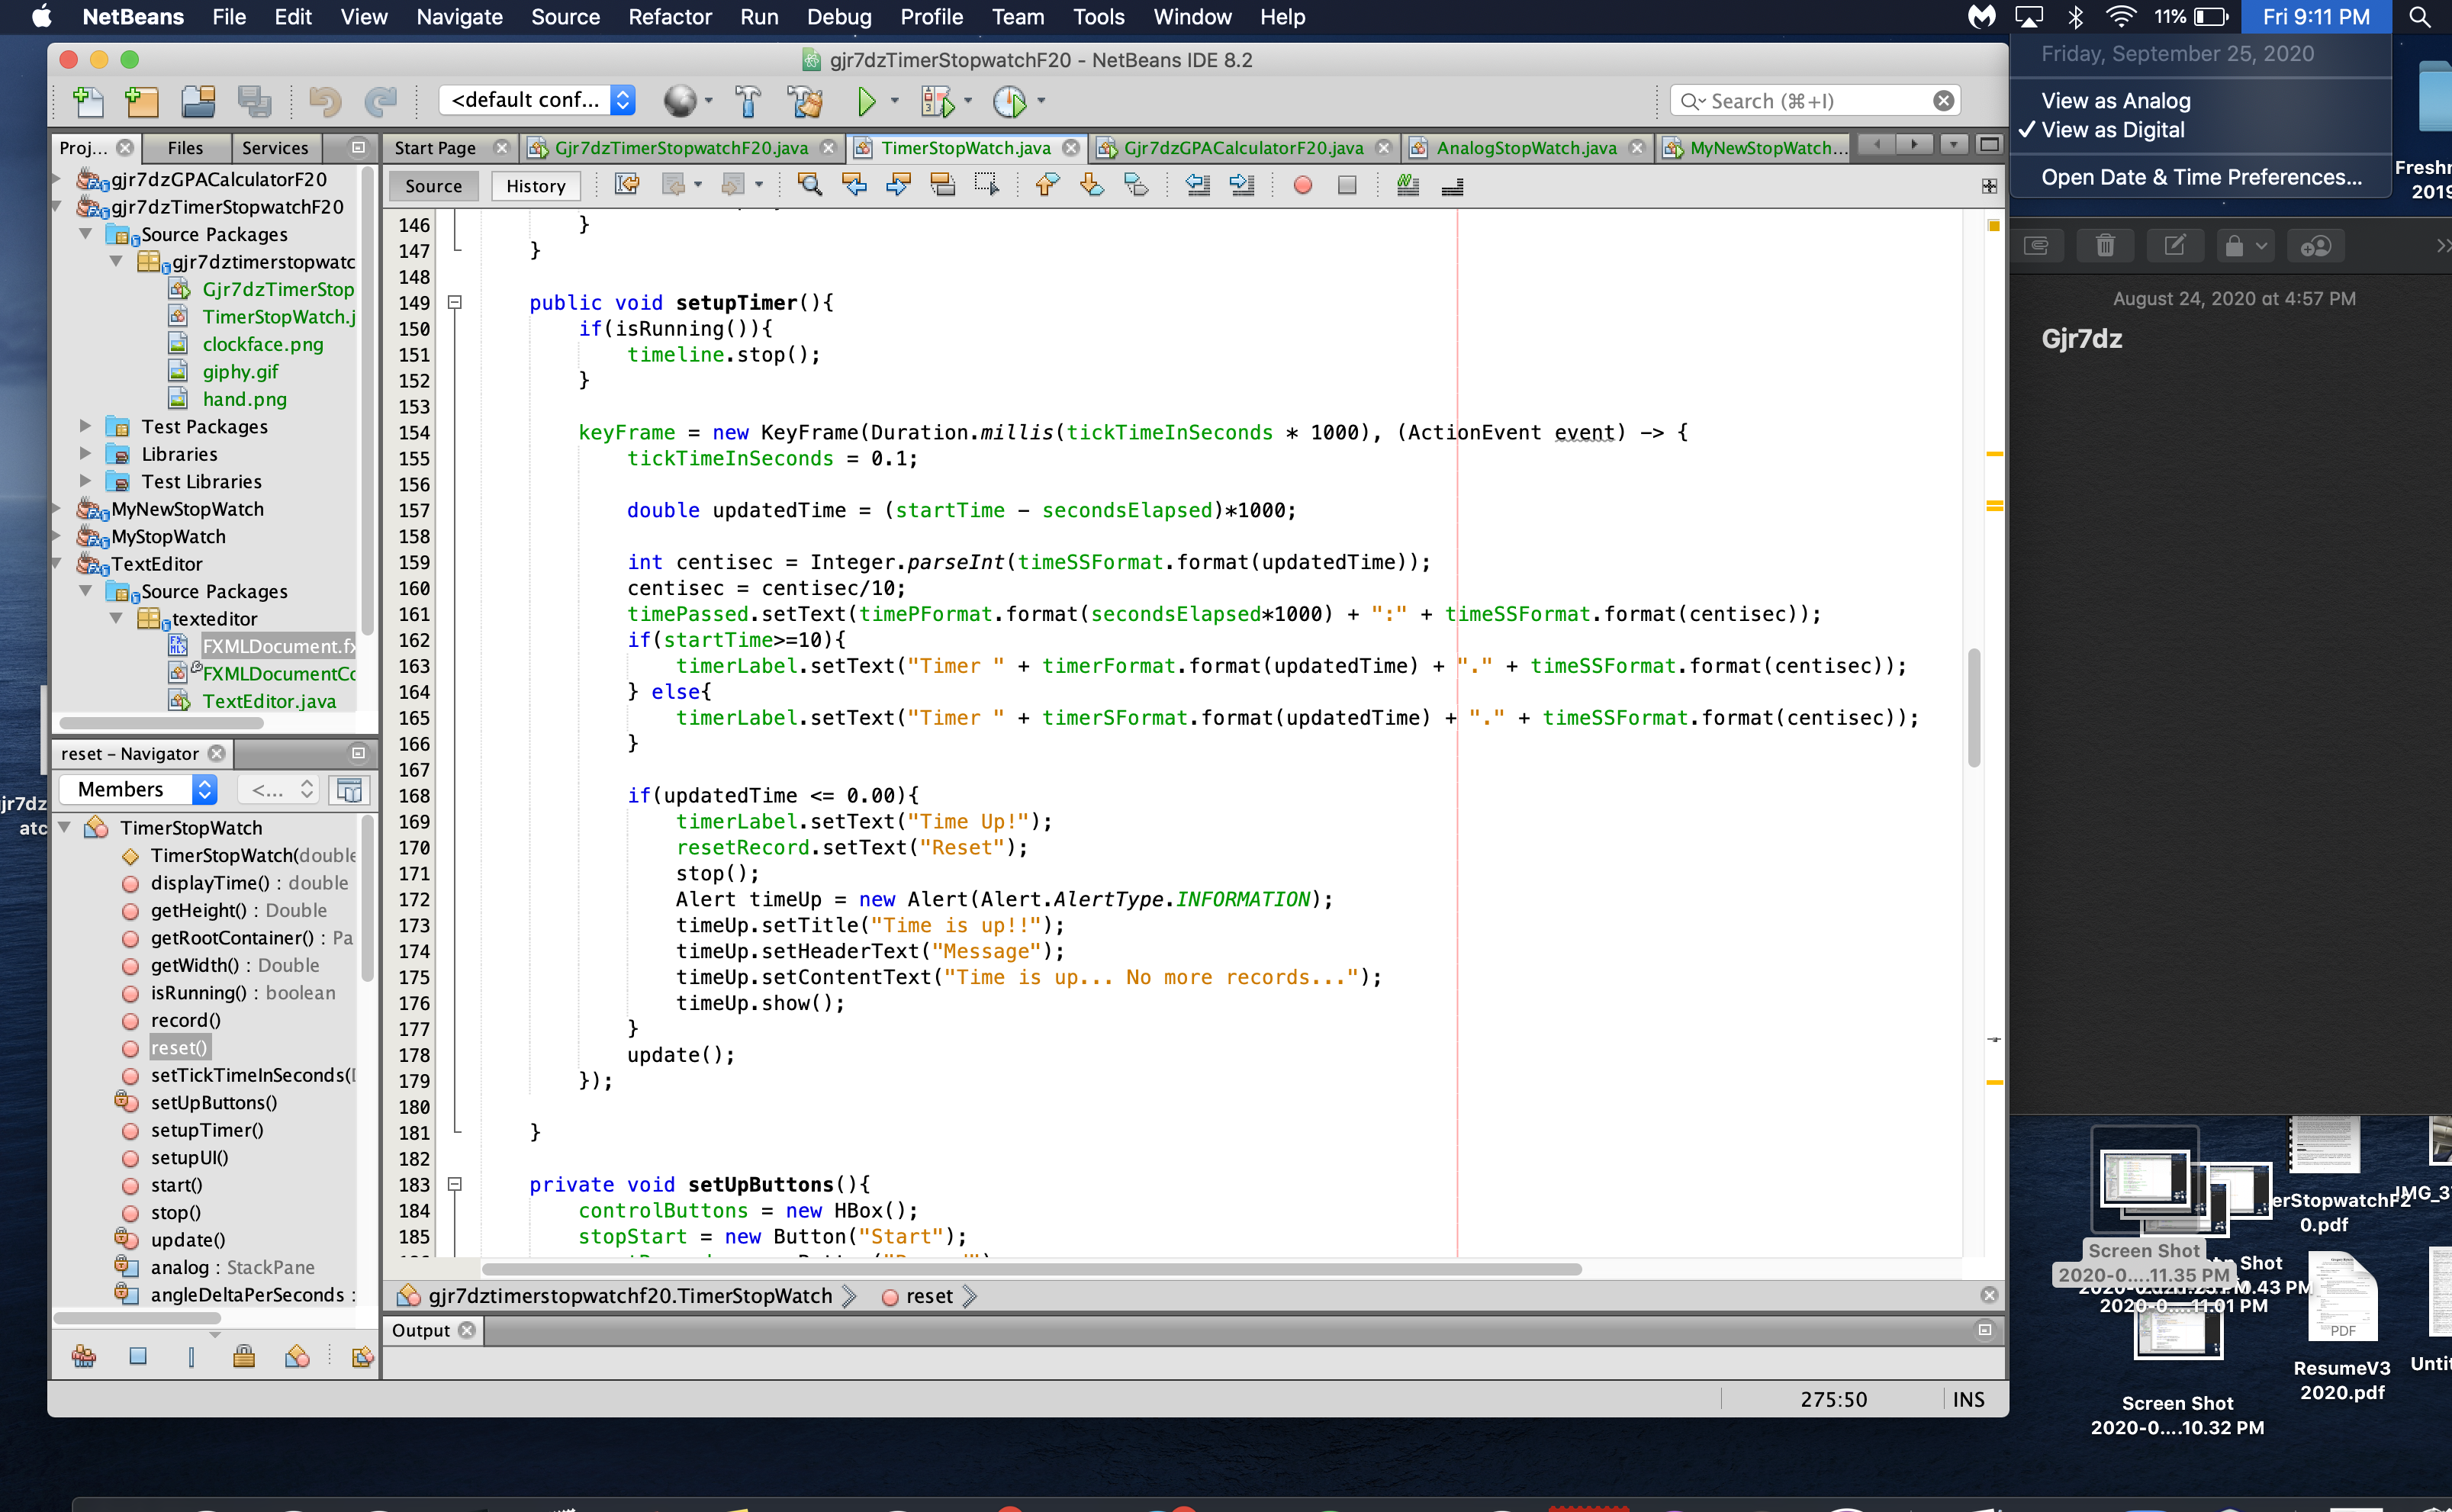 NetBeans File Edit View Navigate Source Refactor Run Debug Profile Team Tools Window Help 11% Fri 9:11 PM
Friday, September 25, 2020
View as Analog
✓ View as Digital
Open Date & Time Preferences...
gjr7dzTimerStopwatchF20 - NetBeans IDE 8.2
<default conf...
Search (⌘+I)
Proj... Files Services
Start Page Gjr7dzTimerStopwatchF20.java TimerStopWatch.java Gjr7dzGPACalculatorF20.java AnalogStopWatch.java MyNewStopWatch...
Source History
gjr7dzGPACalculatorF20
gjr7dzTimerStopwatchF20
Source Packages
gjr7dztimerstopwatc
Gjr7dzTimerStop
TimerStopWatch.j
clockface.png
giphy.gif
hand.png
Test Packages
Libraries
Test Libraries
MyNewStopWatch
MyStopWatch
TextEditor
Source Packages
texteditor
FXMLDocument.fx
FXMLDocumentCo
TextEditor.java
reset - Navigator
Members <...
TimerStopWatch
TimerStopWatch(double
displayTime() : double
getHeight() : Double
getRootContainer() : Pa
getWidth() : Double
isRunning() : boolean
record()
reset()
setTickTimeInSeconds(
setUpButtons()
setupTimer()
setupUI()
start()
stop()
update()
analog : StackPane
angleDeltaPerSeconds :
146 }
147 }
148
149 public void setupTimer(){
150 if(isRunning()){
151 timeline.stop();
152 }
153
154 keyFrame = new KeyFrame(Duration.millis(tickTimeInSeconds * 1000), (ActionEvent event) -> {
155 tickTimeInSeconds = 0.1;
156
157 double updatedTime = (startTime - secondsElapsed)*1000;
158
159 int centisec = Integer.parseInt(timeSSFormat.format(updatedTime));
160 centisec = centisec/10;
161 timePassed.setText(timePFormat.format(secondsElapsed*1000) + ":" + timeSSFormat.format(centisec));
162 if(startTime>=10){
163 timerLabel.setText("Timer " + timerFormat.format(updatedTime) + "." + timeSSFormat.format(centisec));
164 } else{
165 timerLabel.setText("Timer " + timerSFormat.format(updatedTime) + "." + timeSSFormat.format(centisec));
166 }
167
168 if(updatedTime <= 0.00){
169 timerLabel.setText("Time Up!");
170 resetRecord.setText("Reset");
171 stop();
172 Alert timeUp = new Alert(Alert.AlertType.INFORMATION);
173 timeUp.setTitle("Time is up!!");
174 timeUp.setHeaderText("Message");
175 timeUp.setContentText("Time is up... No more records...");
176 timeUp.show();
177 }
178 update();
179 });
180
181 }
182
183 private void setUpButtons(){
184 controlButtons = new HBox();
185 stopStart = new Button("Start");
gjr7dztimerstopwatchf20.TimerStopWatch reset
Output
275:50 INS
August 24, 2020 at 4:57 PM
Gjr7dz
Freshr
2019
jr7dz
atc
erStopwatchF2
0.pdf
Screen Shot
2020-0....11.35 PM
Shot
0.43 PM
2020-0....11.01 PM
PDF
ResumeV3
2020.pdf
Untit
Screen Shot
2020-0....10.32 PM